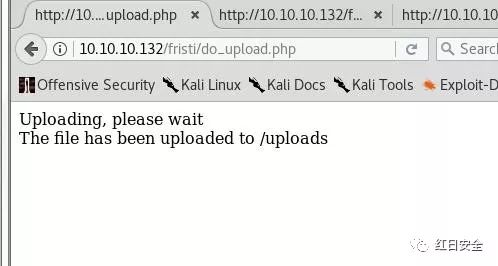 http://10....upload.php
http://10.10.10.132/f...
http://10.10.10
10.10.10.132/fristi/do_upload.php
Search
Offensive Security
Kali Linux
Kali Docs
Kali Tools
Exploit-D
Uploading, please wait
The file has been uploaded to /uploads
红日安全